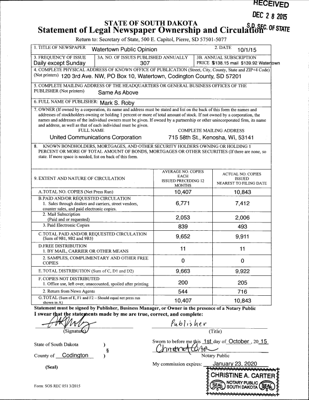 RECEIVED
DEC 28 2015
S.D. SEC. OF STATE
STATE OF SOUTH DAKOTA
Statement of Legal Newspaper Ownership and Circulation
Return to: Secretary of State, 500 E. Capitol, Pierre, SD 57501-5077
1. TITLE OF NEWSPAPER Watertown Public Opinion 2. DATE 10/1/15
3. FREQUENCY OF ISSUE 3A. NO. OF ISSUES PUBLISHED ANNUALLY 3B. ANNUAL SUBSCRIPTION
Daily except Sunday 307 PRICE $138.15 mail $109.92 Watertown
4. COMPLETE PHYSICAL ADDRESS OF KNOWN OFFICE OF PUBLICATION (Street, City, County, State and ZIP+4 Code)
(Not printers) 120 3rd Ave. NW, PO Box 10, Watertown, Codington County, SD 57201
5. COMPLETE MAILING ADDRESS OF THE HEADQUARTERS OR GENERAL BUSINESS OFFICES OF THE
PUBLISHER (Not printers) Same As Above
6. FULL NAME OF PUBLISHER: Mark S. Roby
7. OWNER (If owned by a corporation, its name and address must be stated and list on the back of this form the names and
addresses of stockholders owning or holding 1 percent or more of total amount of stock. If not owned by a corporation, the
names and addresses of the individual owners must be given. If owned by a partnership or other unincorporated firm, its name
and address, as well as that of each individual must be given.
FULL NAME COMPLETE MAILING ADDRESS
United Communications Corporation 715 58th St., Kenosha, WI, 53141
8. KNOWN BONDHOLDERS, MORTGAGES, AND OTHER SECURITY HOLDERS OWNING OR HOLDING 1
PERCENT OR MORE OF TOTAL AMOUNT OF BONDS, MORTGAGES OR OTHER SECURITIES (If there are none, so
state. If more space is needed, list on back of this form.
9. EXTENT AND NATURE OF CIRCULATION
AVERAGE NO. COPIES
EACH
ISSUED PRECEDING 12
MONTHS
ACTUAL NO. COPIES
ISSUED
NEAREST TO FILING DATE
A. TOTAL NO. COPIES (Net Press Run) 10,407 10,843
B. PAID AND/OR REQUESTED CIRCULATION
1. Sales through dealers and carriers, street vendors,
counter sales, and paid electronic copies. 6,771 7,412
2. Mail Subscription
(Paid and or requested) 2,053 2,006
3. Paid Electronic Copies 839 493
C. TOTAL PAID AND/OR REQUESTED CIRCULATION
(Sum of 9B1, 9B2 and 9B3) 9,652 9,911
D. FREE DISTRIBUTION
1. BY MAIL, CARRIER OR OTHER MEANS 11 11
2. SAMPLES, COMPLIMENTARY AND OTHER FREE
COPIES 0 0
E. TOTAL DISTRIBUTION (Sum of C, D1 and D2) 9,663 9,922
F. COPIES NOT DISTRIBUTED
1. Office use, left over, unaccounted, spoiled after printing 200 205
2. Return from News Agents 544 716
G. TOTAL (Sum of E, F1 and F2 – Should equal net press run
shown in A) 10,407 10,843
Statement must be signed by Publisher, Business Manager, or Owner in the presence of a Notary Public
I swear that the statements made by me are true, correct, and complete:
Publisher
(Signature) (Title)
State of South Dakota )
§
County of Codington )
Sworn to before me this 1st day of October, 20 15
Notary Public
(Seal) My commission expires: January 23, 2020
CHRISTINE A. CARTER
SEAL NOTARY PUBLIC SEAL
SOUTH DAKOTA
Form SOS REC 051 5/2015